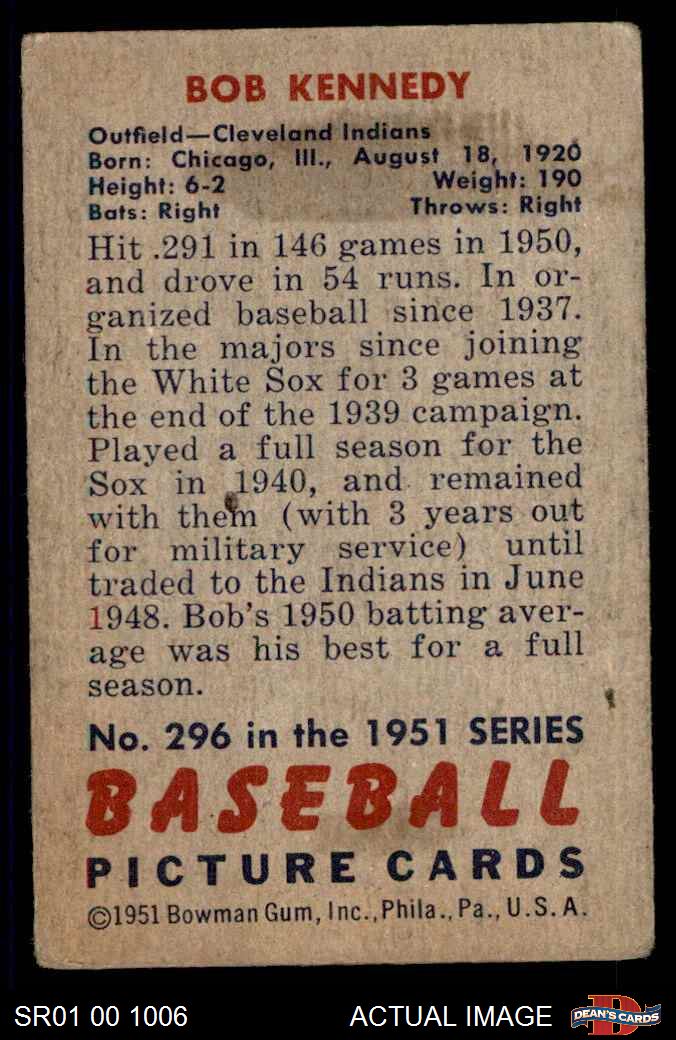 BOB KENNEDY
Outfield—Cleveland Indians
Born: Chicago, Ill., August 18, 1920
Height: 6-2 Weight: 190
Bats: Right Throws: Right
Hit .291 in 146 games in 1950,
and drove in 54 runs. In or-
ganized baseball since 1937.
In the majors since joining
the White Sox for 3 games at
the end of the 1939 campaign.
Played a full season for the
Sox in 1940, and remained
with them (with 3 years out
for military service) until
traded to the Indians in June
1948. Bob's 1950 batting aver-
age was his best for a full
season.
No. 296 in the 1951 SERIES
BASEBALL
PICTURE CARDS
©1951 Bowman Gum, Inc., Phila., Pa., U.S.A.
SR01 00 1006 ACTUAL IMAGE
D
DEAN'S CARDS